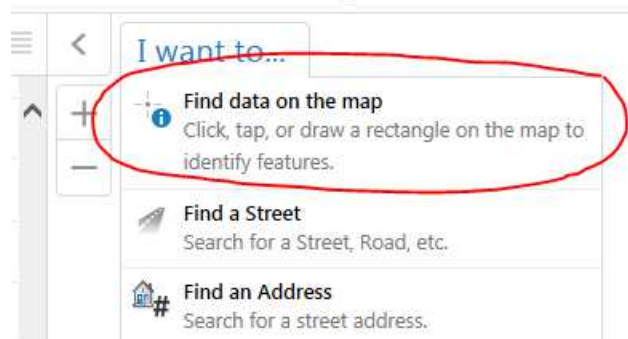 I want to...
Find data on the map
Click, tap, or draw a rectangle on the map to
identify features.
Find a Street
Search for a Street, Road, etc.
Find an Address
Search for a street address.